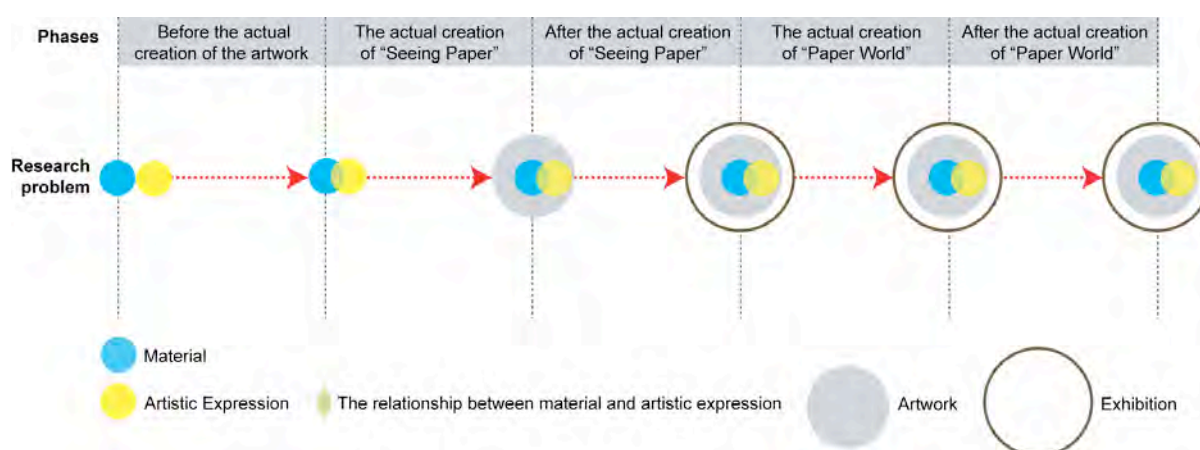 Phases
Before the actual
creation of the artwork
The actual creation
of “Seeing Paper”
After the actual creation
of “Seeing Paper”
The actual creation
of “Paper World”
After the actual creation
of “Paper World”
Research
problem
Material
Artistic Expression
The relationship between material and artistic expression
Artwork
Exhibition